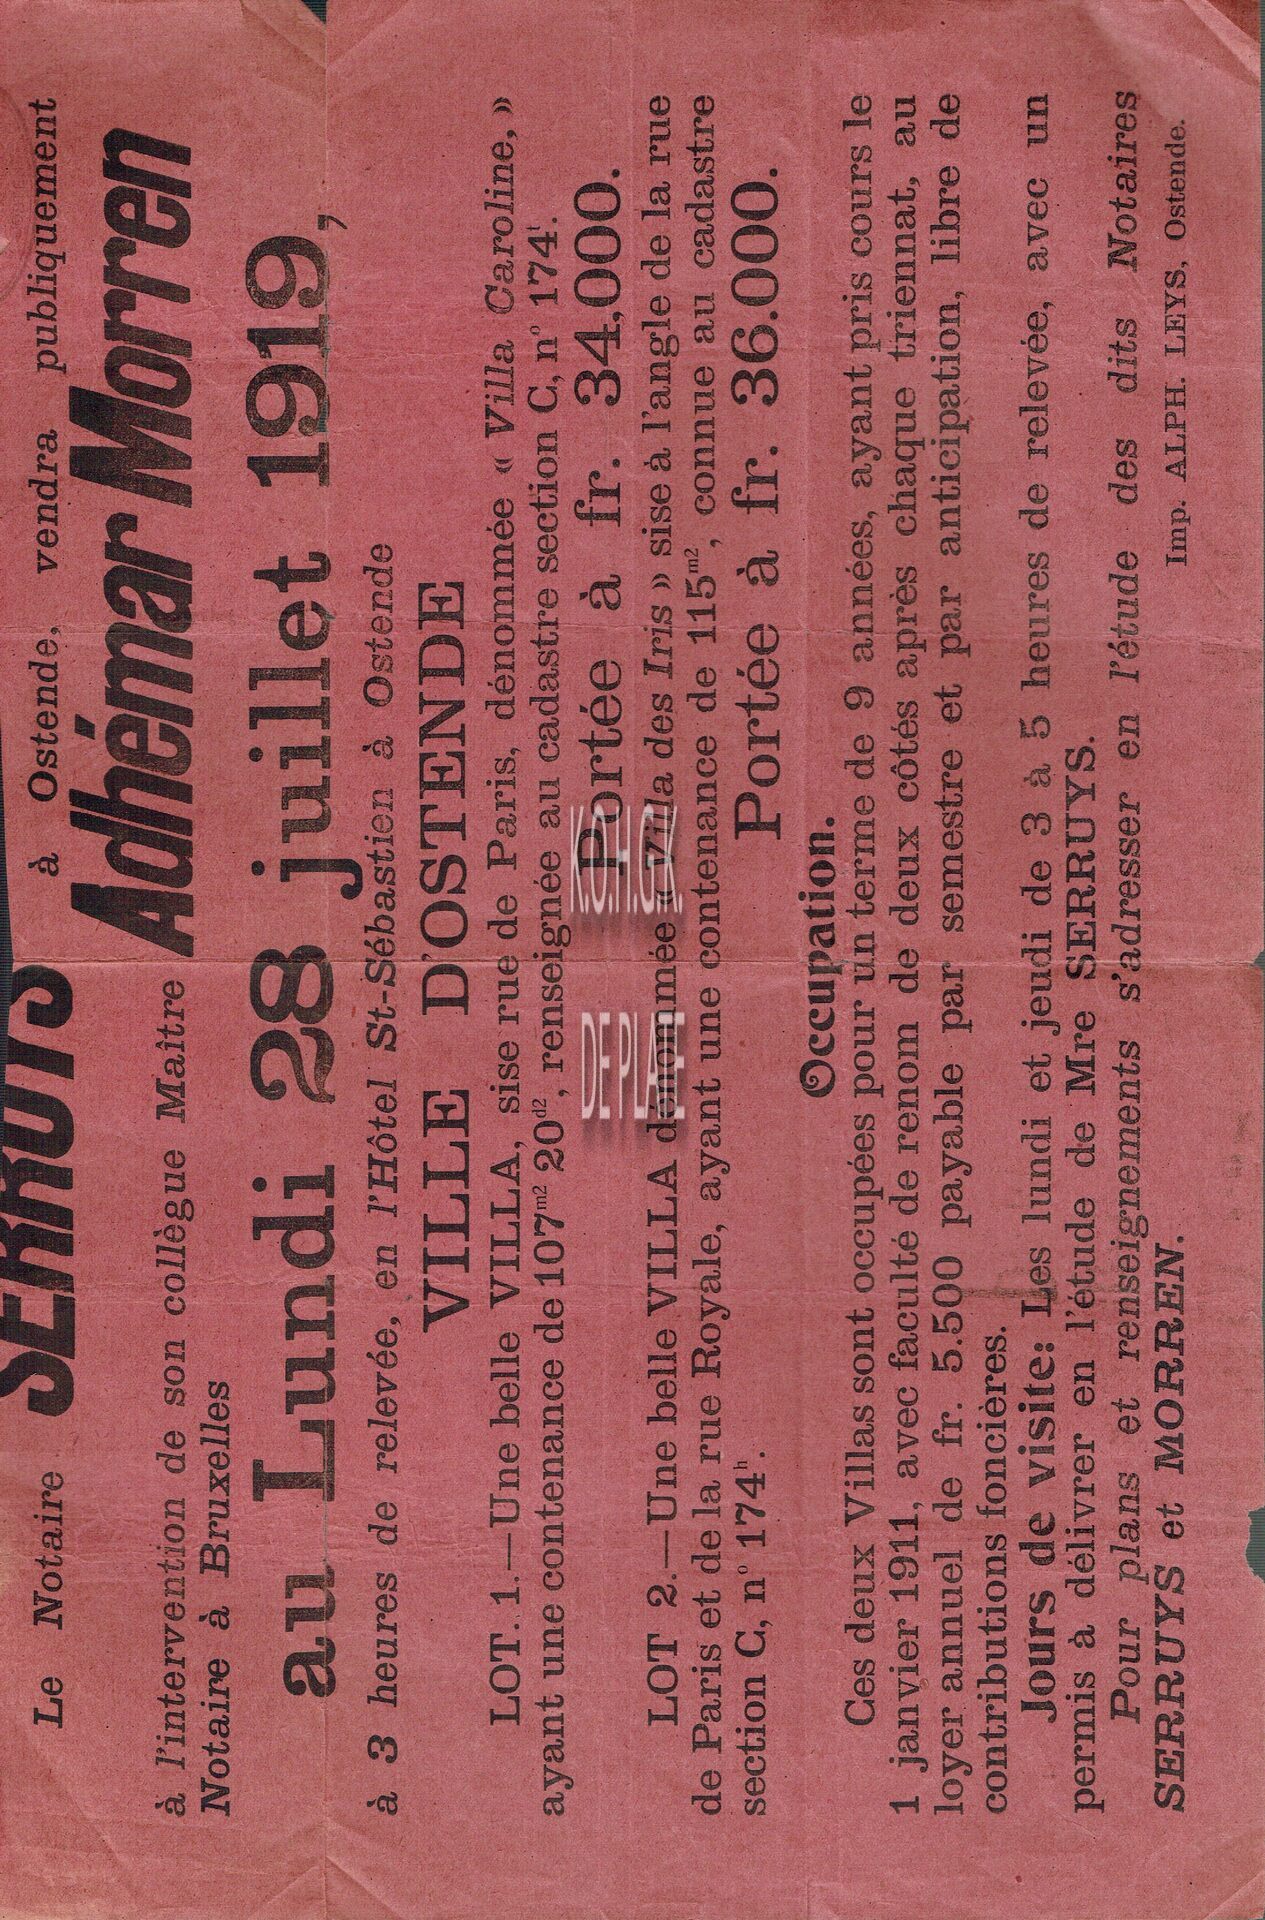 Le Notaire SERRUYS à Ostende, vendra publiquement
à l'intervention de son collègue Maître Adhémar Morren
Notaire à Bruxelles
au Lundi 28 juillet 1919,
à 3 heures de relevée, en l'Hôtel St-Sébastien à Ostende
VILLE D'OSTENDE
LOT. 1.—Une belle VILLA, sise rue de Paris, dénommée « Villa Caroline, »
ayant une contenance de 107m2 20d2, renseignée au cadastre section C, nº 174t.
Portée à fr. 34,000.
LOT 2.—Une belle VILLA dénommée « Villa des Iris » sise à l'angle de la rue
de Paris et de la rue Royale, ayant une contenance de 115m2, connue au cadastre
section C, nº 174h.
Portée à fr. 36.000.
Occupation.
Ces deux Villas sont occupées pour un terme de 9 années, ayant pris cours le
1 janvier 1911, avec faculté de renom de deux côtés après chaque triennat, au
loyer annuel de fr. 5.500 payable par semestre et par anticipation, libre de
contributions foncières.
Jours de visite: Les lundi et jeudi de 3 à 5 heures de relevée, avec un
permis à délivrer en l'étude de Mre SERRUYS.
Pour plans et renseignements s'adresser en l'étude des dits Notaires
SERRUYS et MORREN.
Imp. ALPH. LEYS, Ostende.
K.O.H.G.K.
DE PLATE